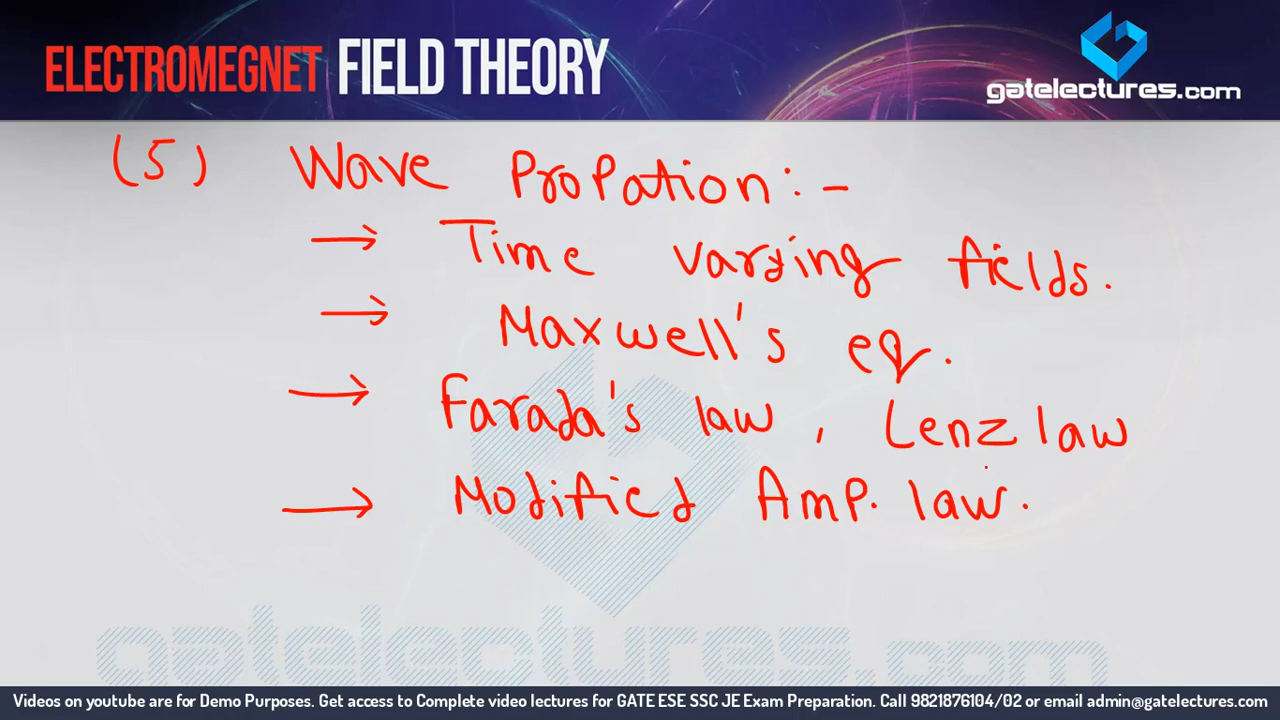 ELECTROMEGNET FIELD THEORY
gatelectures.com
(5) Wave Propation:-
→ Time varying fields.
→ Maxwell's eq.
→ Farada's law, Lenz law
→ Modified Amp. law.
gatelectures.com
Videos on youtube are for Demo Purposes. Get access to Complete video lectures for GATE ESE SSC JE Exam Preparation. Call 9821876104/02 or email admin@gatelectures.com